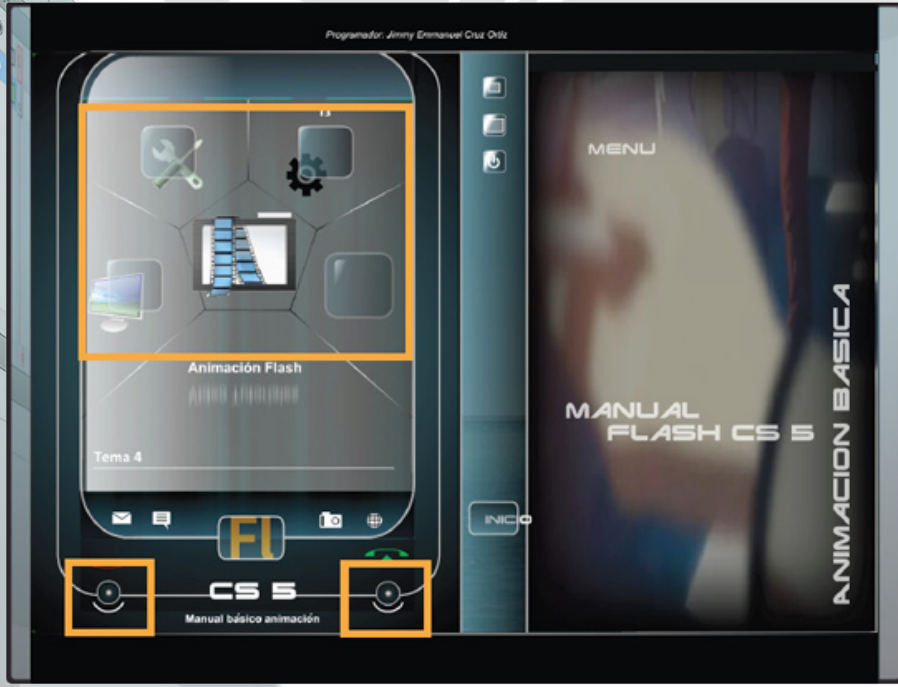 Programador: Jimmy Emmanuel Cruz Ortiz
Animación Flash
Tema 4
Fl
CS 5
Manual básico animación
INICIO
MENU
MANUAL
FLASH CS 5
ANIMACION BASICA